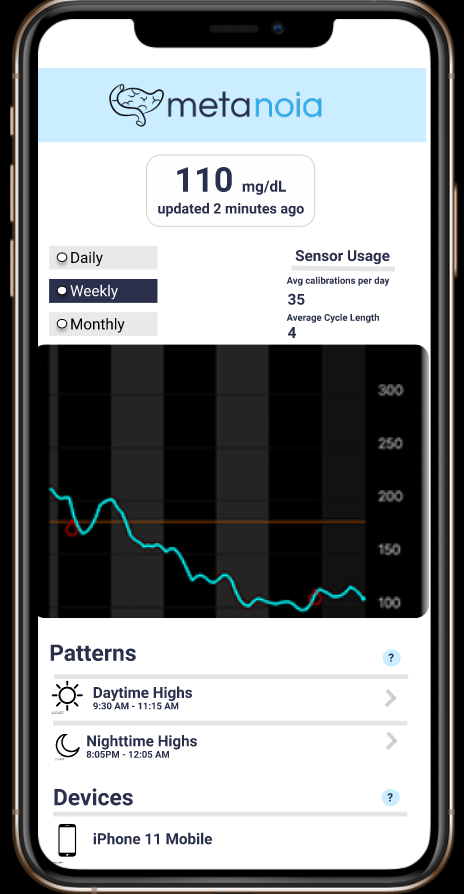 metanoia
110 mg/dL
updated 2 minutes ago
Daily
Weekly
Monthly
Sensor Usage
Avg calibrations per day
35
Average Cycle Length
4
300
250
200
150
100
Patterns
?
Daytime Highs
9:30 AM - 11:15 AM
Nighttime Highs
8:05PM - 12:05 AM
Devices
?
iPhone 11 Mobile